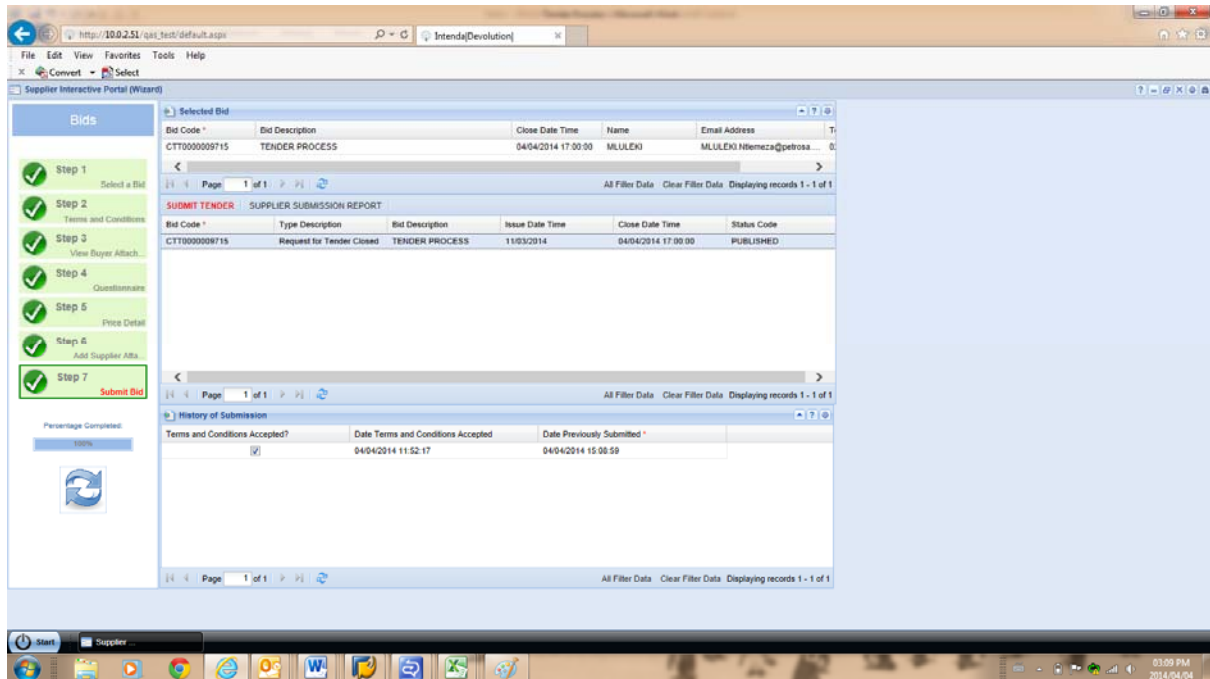 http://10.0.2.51/qas_test/default.aspx
Intenda|Devolution|
File Edit View Favorites Tools Help
Convert Select
Supplier Interactive Portal (Wizard)
Bids
Step 1
Select a Bid
Step 2
Terms and Conditions
Step 3
View Buyer Attach...
Step 4
Questionnaire
Step 5
Price Detail
Step 6
Add Supplier Atta...
Step 7
Submit Bid
Percentage Completed:
100%
Selected Bid
Bid Code * Bid Description Close Date Time Name Email Address
CTT0000009715 TENDER PROCESS 04/04/2014 17:00:00 MLULEKI MLULEKI.Ntlemeza@petrosa....
Page 1 of 1 All Filter Data Clear Filter Data Displaying records 1 - 1 of 1
SUBMIT TENDER SUPPLIER SUBMISSION REPORT
Bid Code * Type Description Bid Description Issue Date Time Close Date Time Status Code
CTT0000009715 Request for Tender Closed TENDER PROCESS 11/03/2014 04/04/2014 17:00:00 PUBLISHED
Page 1 of 1 All Filter Data Clear Filter Data Displaying records 1 - 1 of 1
History of Submission
Terms and Conditions Accepted? Date Terms and Conditions Accepted Date Previously Submitted *
04/04/2014 11:52:17 04/04/2014 15:08:59
Page 1 of 1 All Filter Data Clear Filter Data Displaying records 1 - 1 of 1
Start Supplier ...
03:09 PM
2014/04/04